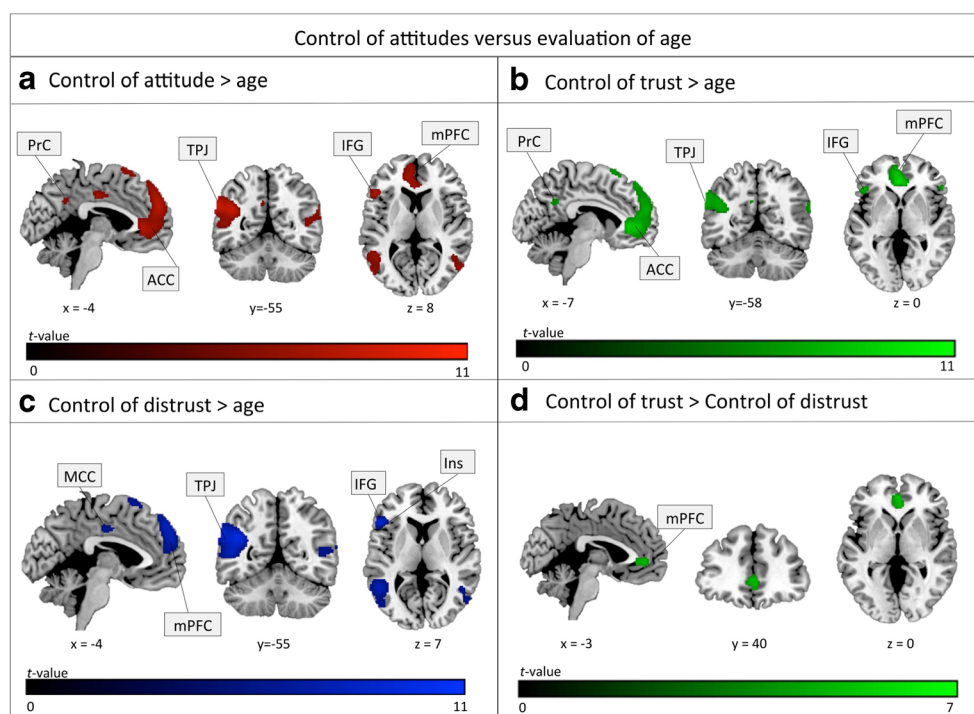 Control of attitudes versus evaluation of age
a Control of attitude > age
PrC
TPJ
IFG
mPFC
ACC
x = -4
y=-55
z = 8
t-value
0
11
b Control of trust > age
PrC
TPJ
IFG
mPFC
ACC
x = -7
y=-58
z = 0
t-value
0
11
c Control of distrust > age
MCC
TPJ
IFG
Ins
mPFC
x = -4
y=-55
z = 7
t-value
0
11
d Control of trust > Control of distrust
mPFC
x = -3
y = 40
z = 0
t-value
0
7